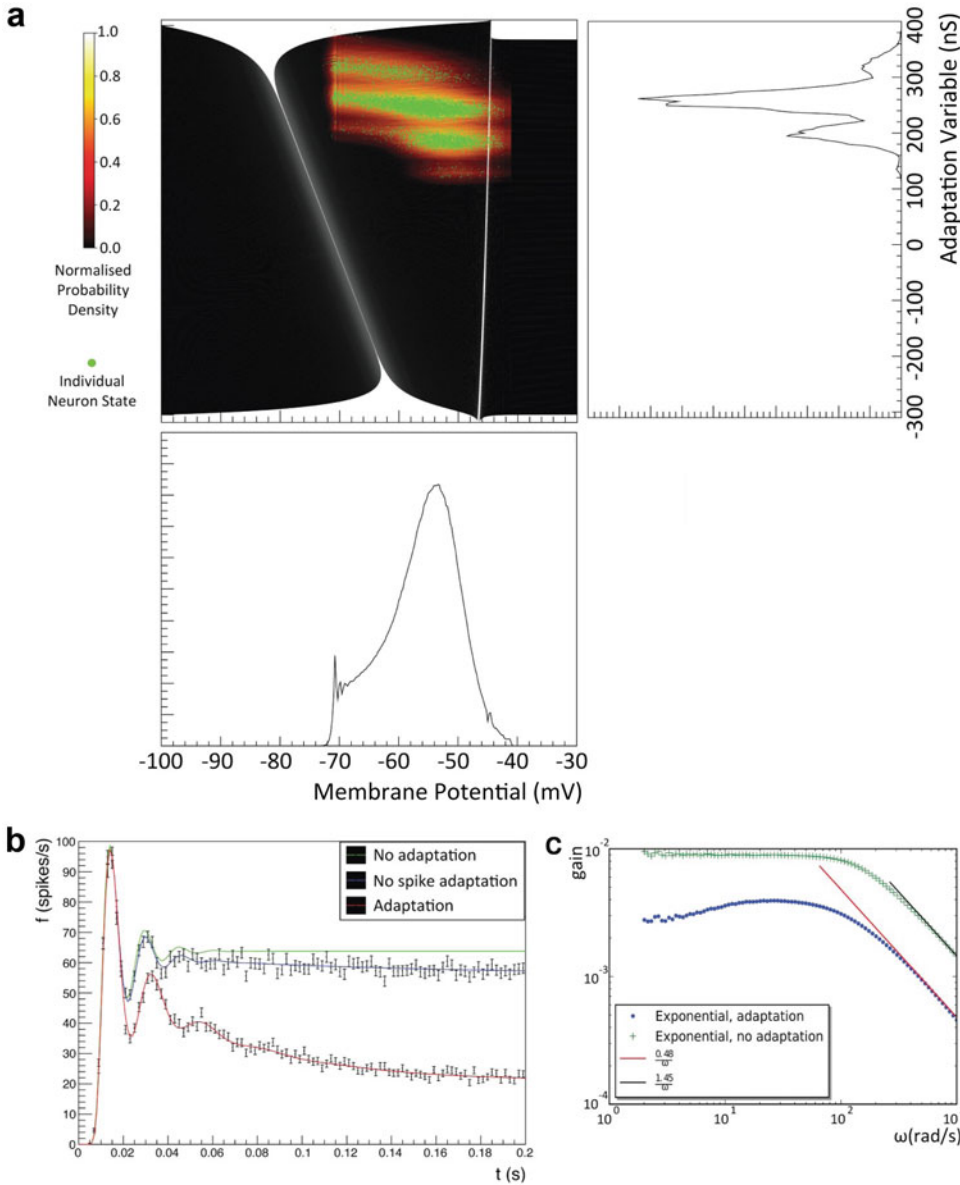 a
1.0
0.8
0.6
0.4
0.2
0.0
Normalised
Probability
Density
Individual
Neuron State
400
300
200
100
0
-100
-200
-300
Adaptation Variable (nS)
-100 -90 -80 -70 -60 -50 -40 -30
Membrane Potential (mV)
b
f (spikes/s)
100
90
80
70
60
50
40
30
20
10
0
0 0.02 0.04 0.06 0.08 0.1 0.12 0.14 0.16 0.18 0.2
t (s)
No adaptation
No spike adaptation
Adaptation
c
gain
10⁻²
10⁻³
10⁻⁴
10⁰ 10¹ 10² 10
ω(rad/s)
Exponential, adaptation
Exponential, no adaptation
0.48/ω
1.45/ω